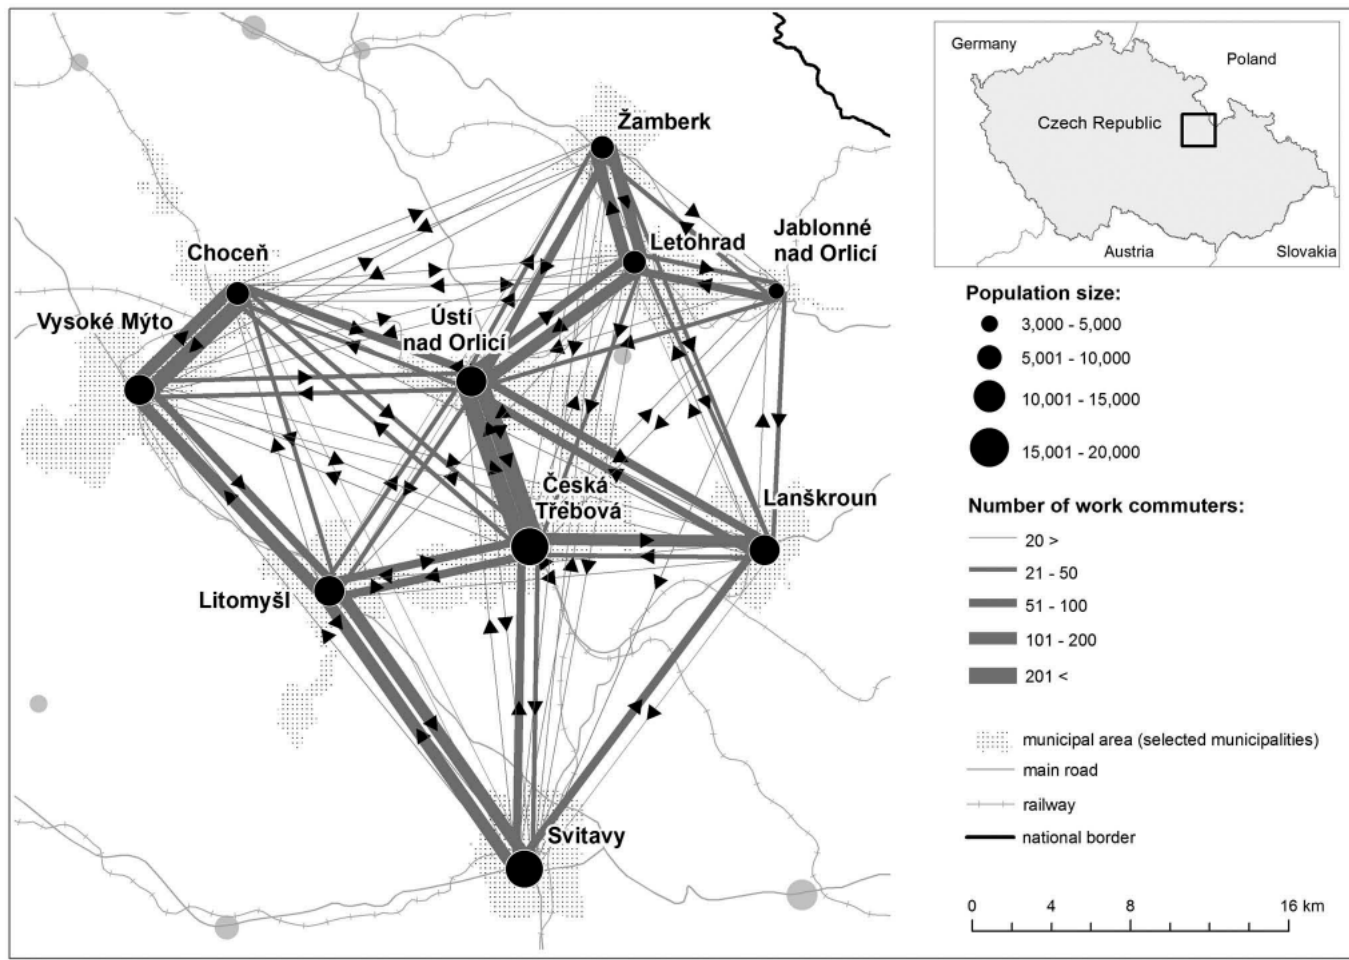 Žamberk
Letohrad
Jablonné
nad Orlicí
Choceň
Ústí
nad Orlicí
Vysoké Mýto
Česká
Třebová
Lanškroun
Litomyšl
Svitavy
Germany
Poland
Czech Republic
Austria
Slovakia
Population size:
3,000 - 5,000
5,001 - 10,000
10,001 - 15,000
15,001 - 20,000
Number of work commuters:
20 >
21 - 50
51 - 100
101 - 200
201 <
municipal area (selected municipalities)
main road
railway
national border
0 4 8 16 km